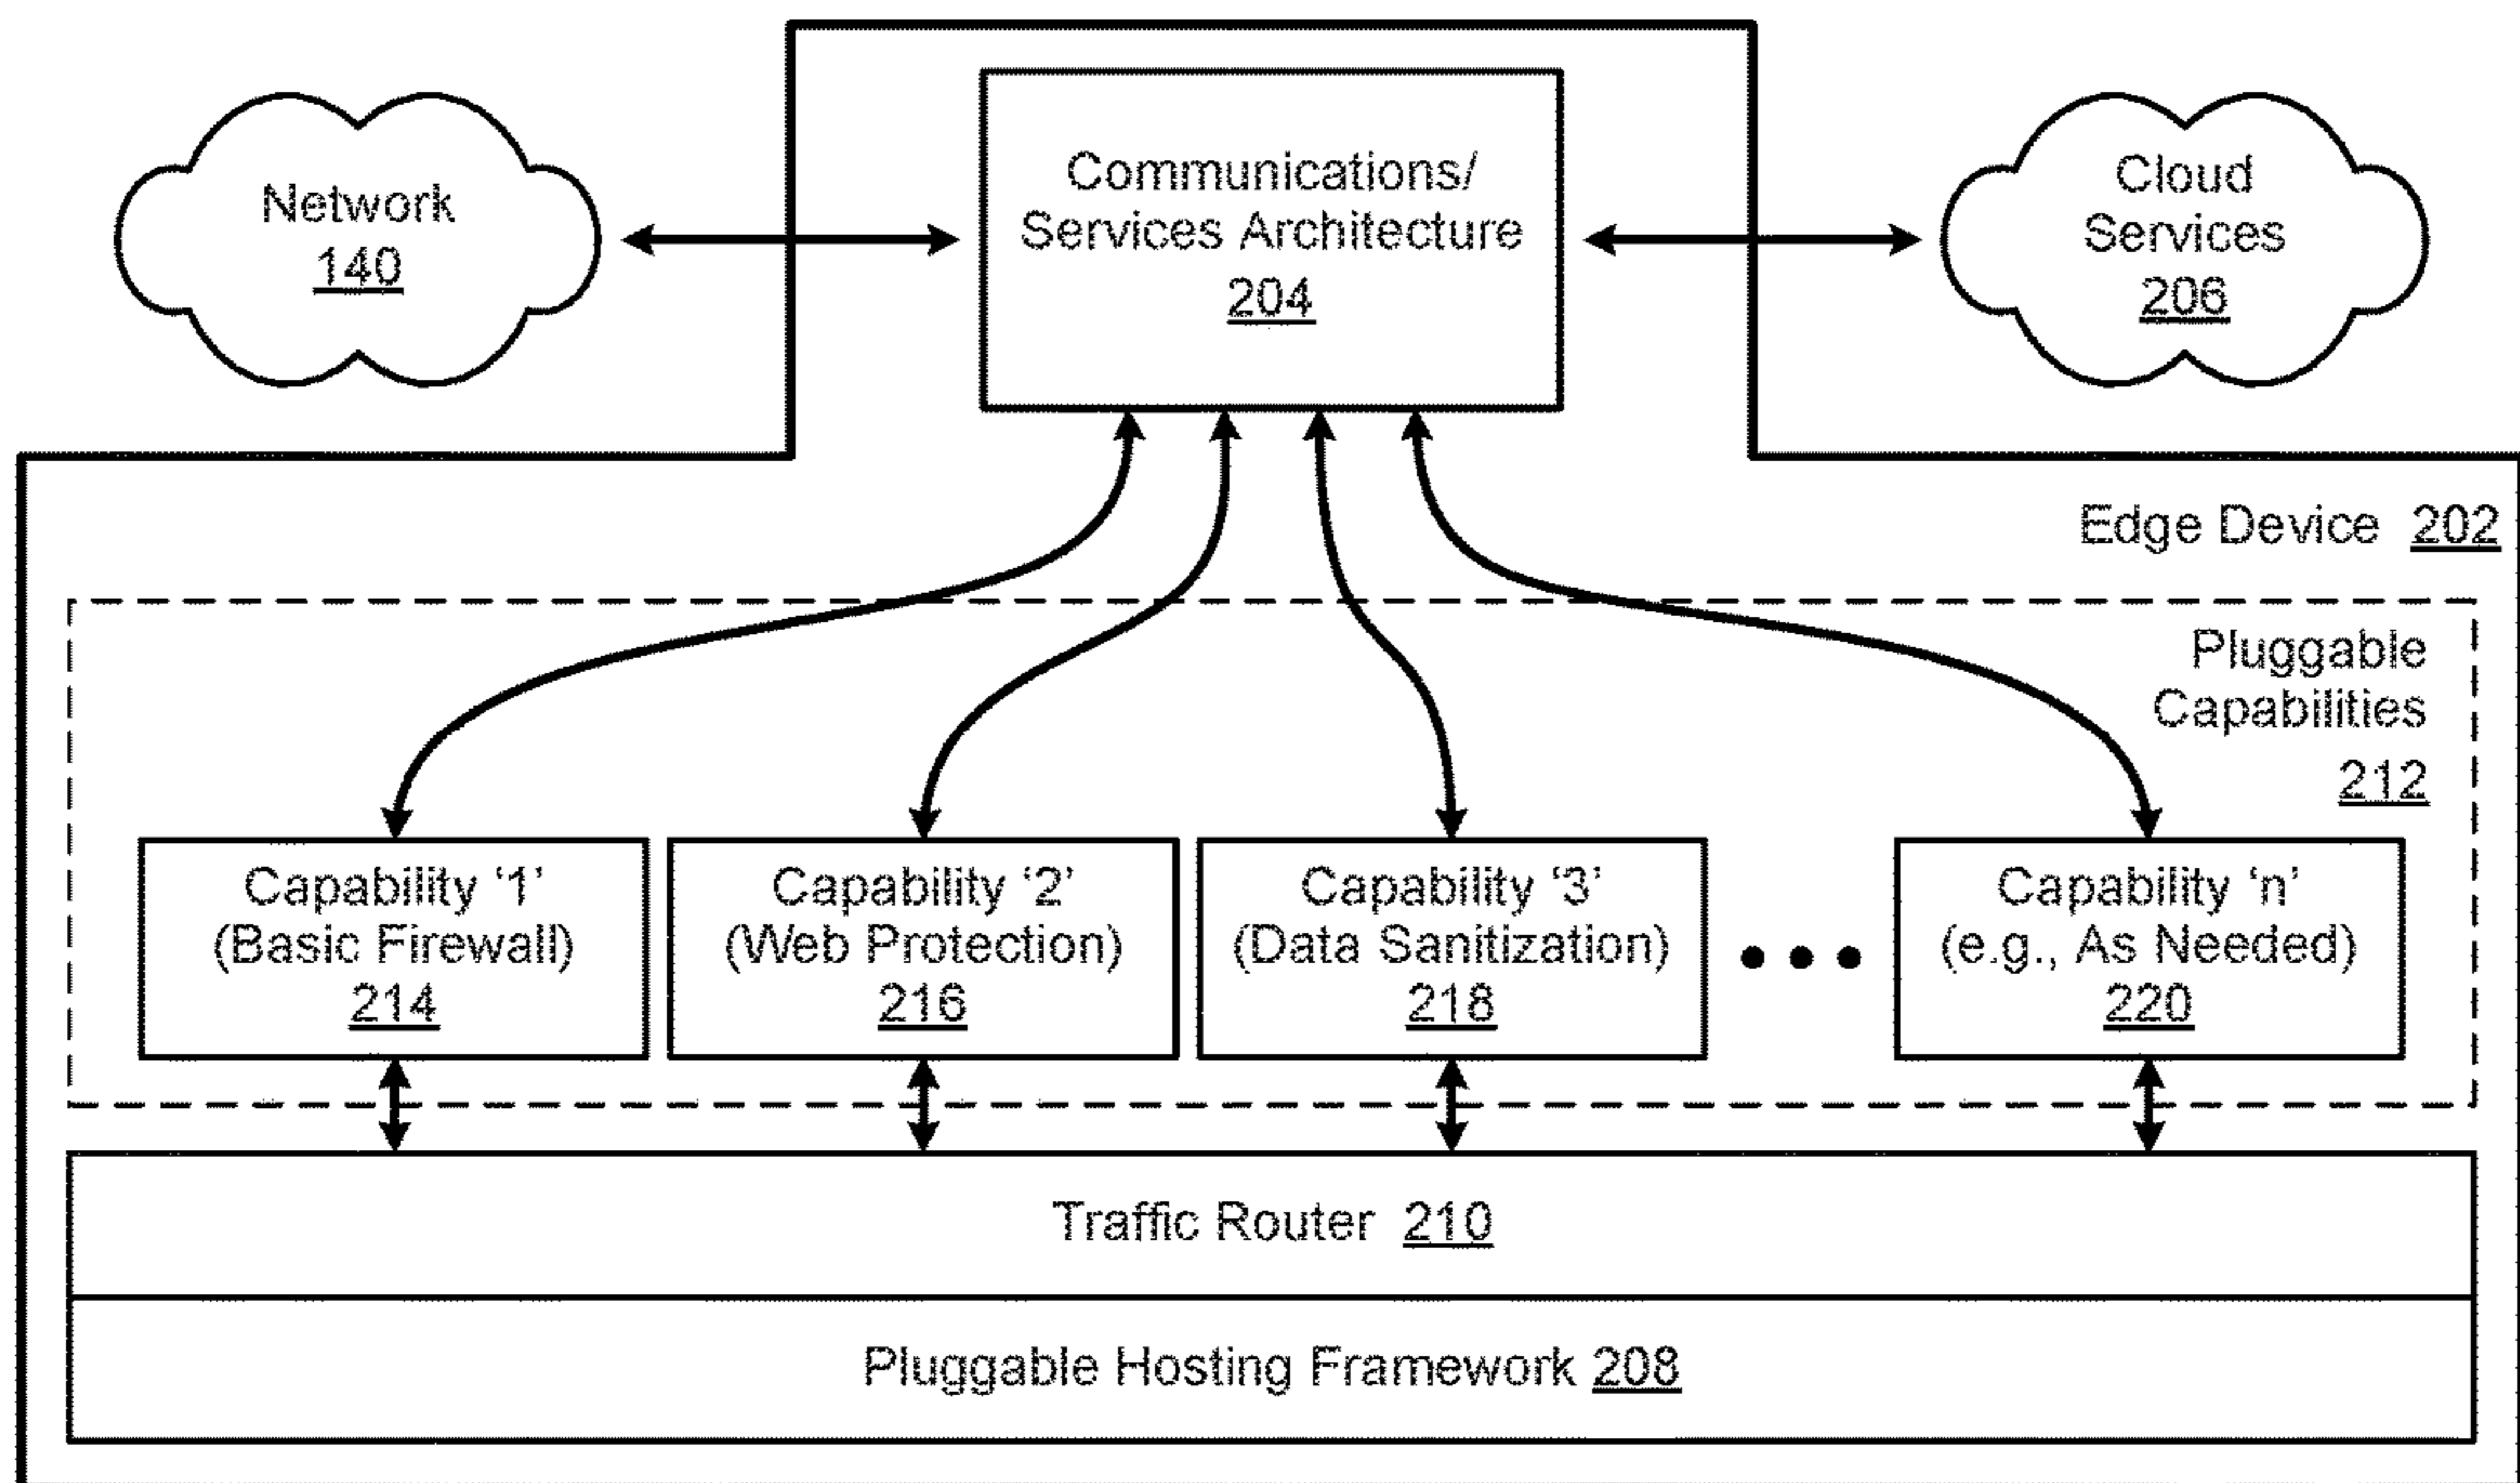 Network
140
Communications/
Services Architecture
204
Cloud
Services
206
Edge Device 202
Pluggable
Capabilities
212
Capability ‘1’
(Basic Firewall)
214
Capability ‘2’
(Web Protection)
216
Capability ‘3’
(Data Sanitization)
218
Capability ‘n’
(e.g., As Needed)
220
Traffic Router 210
Pluggable Hosting Framework 208